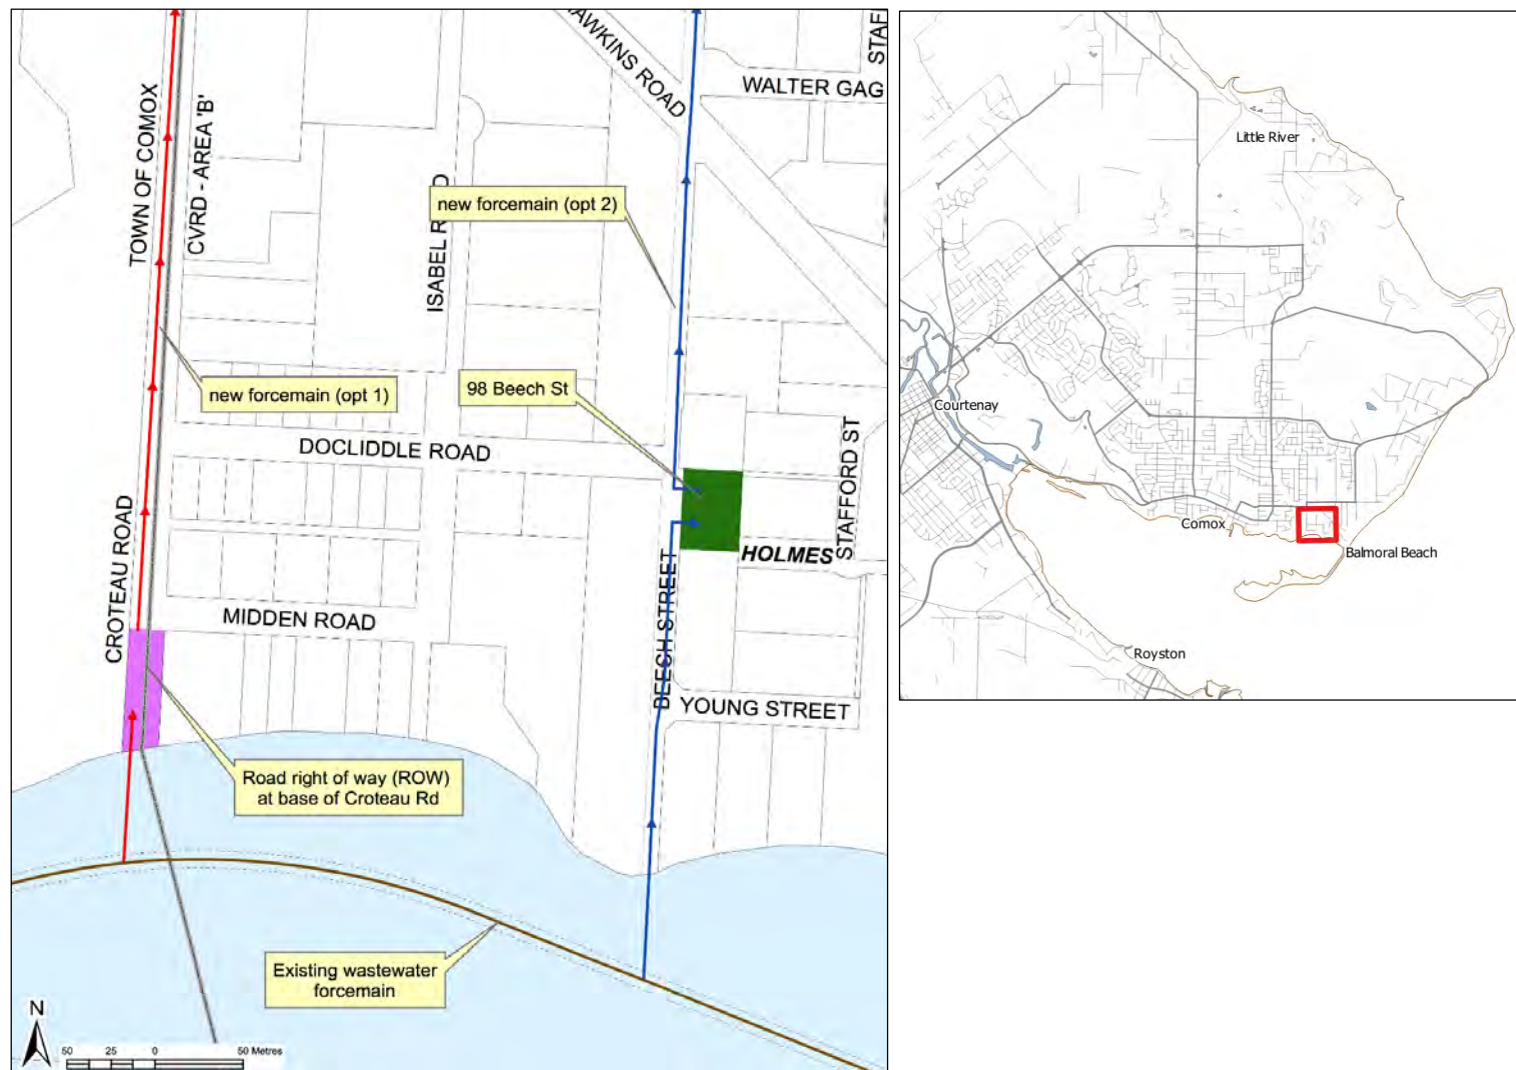 HAWKINS ROAD
STAF
WALTER GAG
TOWN OF COMOX
CVRD - AREA 'B'
new forcemain (opt 2)
ISABEL R D
new forcemain (opt 1)
98 Beech St
DOCLIDDLE ROAD
STAFFORD ST
CROTEAU ROAD
HOLMES
BEECH STREET
MIDDEN ROAD
YOUNG STREET
Road right of way (ROW)
at base of Croteau Rd
Existing wastewater
forcemain
N
50 25 0 50 Metres
Little River
Courtenay
Comox
Balmoral Beach
Royston